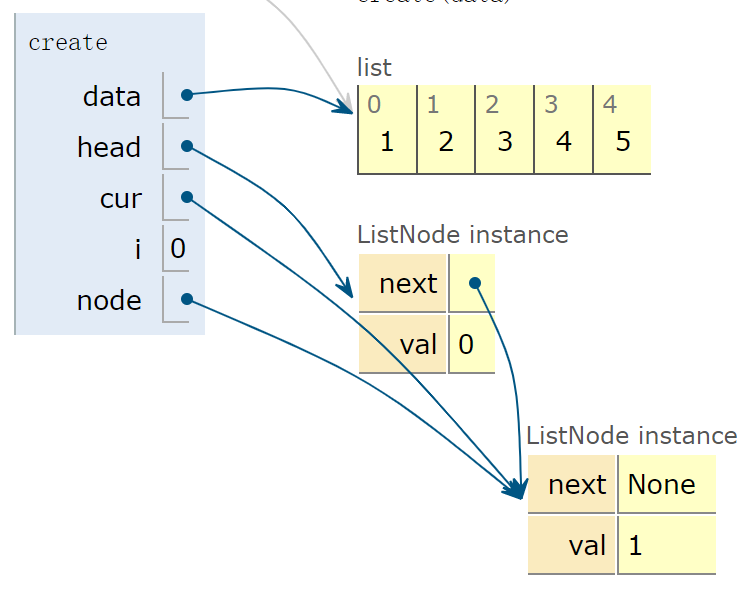 create(data)
create
data
head
cur
i 0
node
list
0 1 2 3 4
1 2 3 4 5
ListNode instance
next
val 0
ListNode instance
next None
val 1